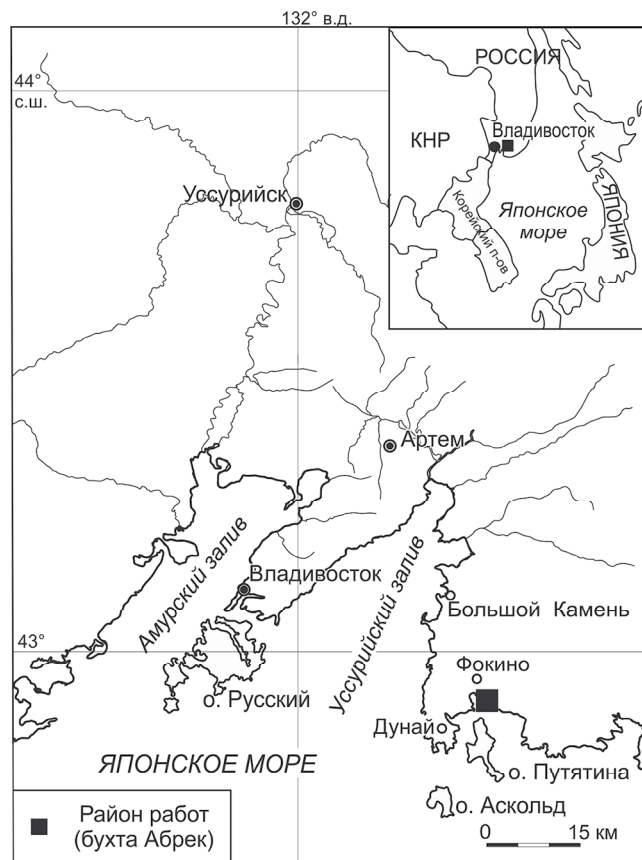 132° в.д.
44°
с.ш.
РОССИЯ
КНР
Владивосток
Корейский п-ов
Японское
море
ЯПОНИЯ
Уссурийск
Артем
Амурский залив
Владивосток
Уссурийский залив
Большой Камень
43°
Фокино
о. Русский
Дунай
ЯПОНСКОЕ МОРЕ
о. Путятина
о. Аскольд
Район работ
(бухта Абрек)
0 15 км